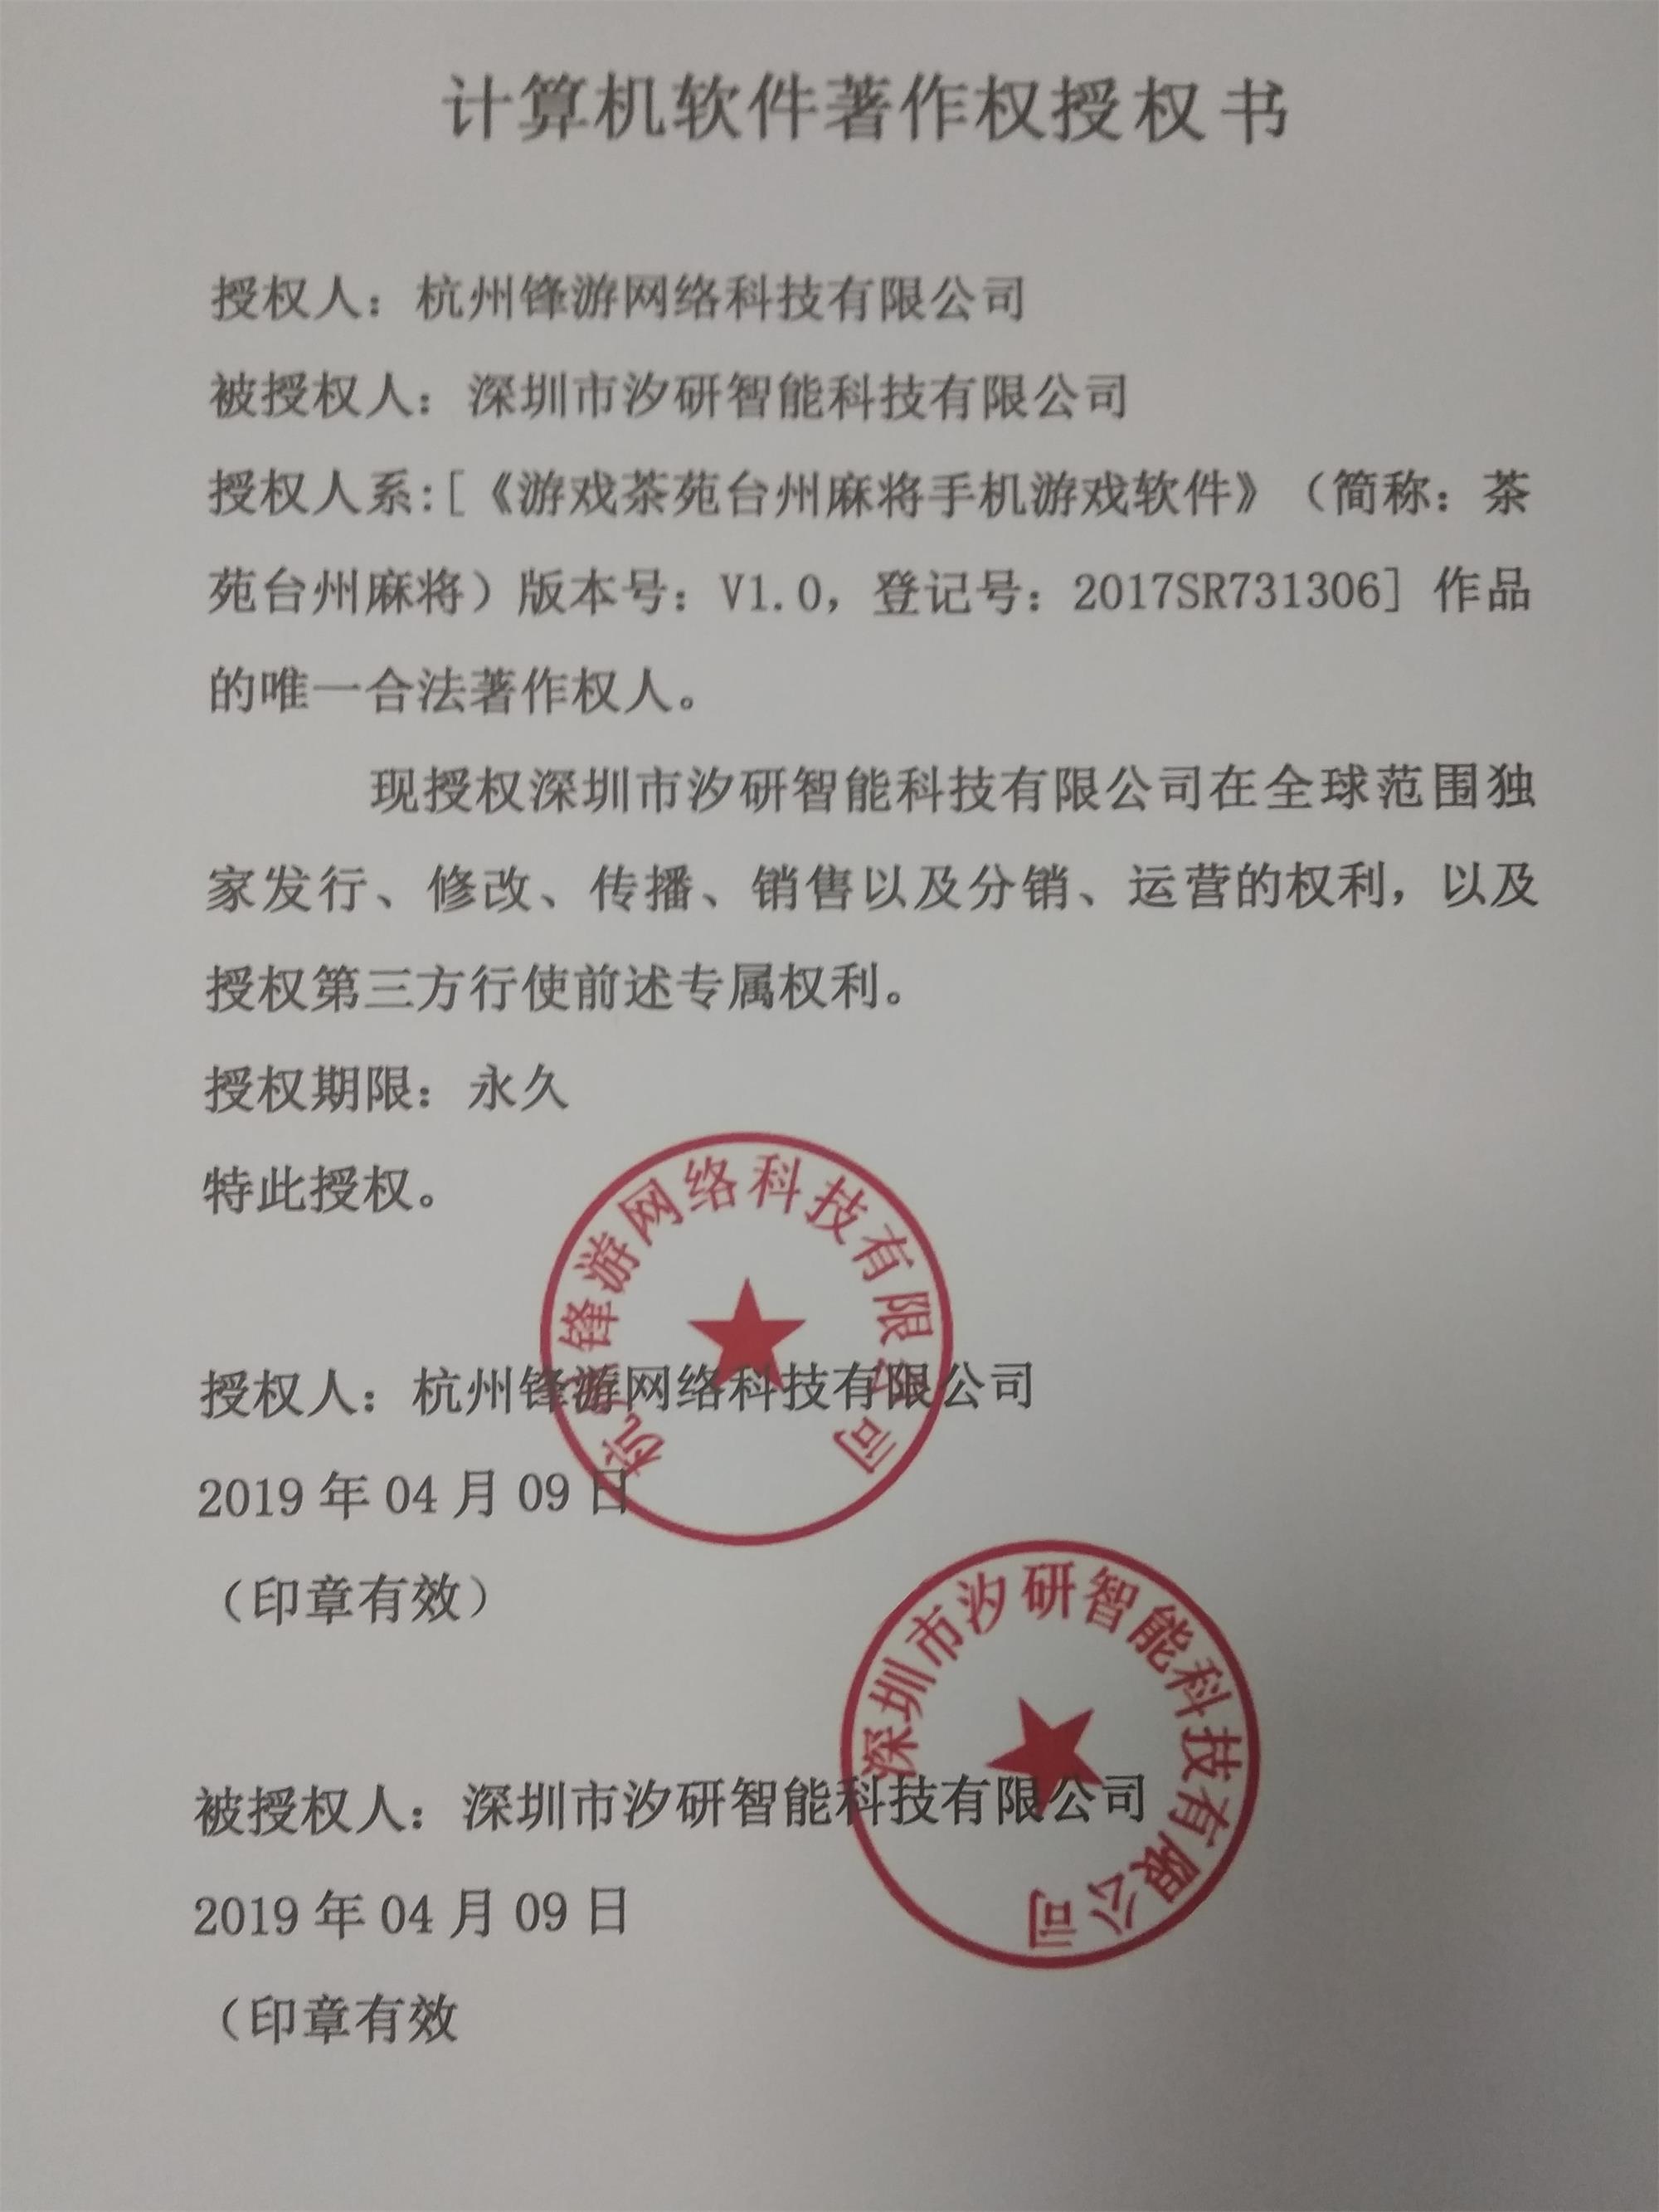 计算机软件著作权授权书
授权人：杭州锋游网络科技有限公司
被授权人：深圳市汐研智能科技有限公司
授权人系:[《游戏茶苑台州麻将手机游戏软件》（简称：茶
苑台州麻将）版本号：V1.0，登记号：2017SR731306] 作品
的唯一合法著作权人。
现授权深圳市汐研智能科技有限公司在全球范围独
家发行、修改、传播、销售以及分销、运营的权利，以及
授权第三方行使前述专属权利。
授权期限：永久
特此授权。
杭州锋游网络科技有限公司
授权人：杭州锋游网络科技有限公司
2019 年 04 月 09 日
（印章有效）
深圳市汐研智能科技有限公司
被授权人：深圳市汐研智能科技有限公司
2019 年 04 月 09 日
（印章有效